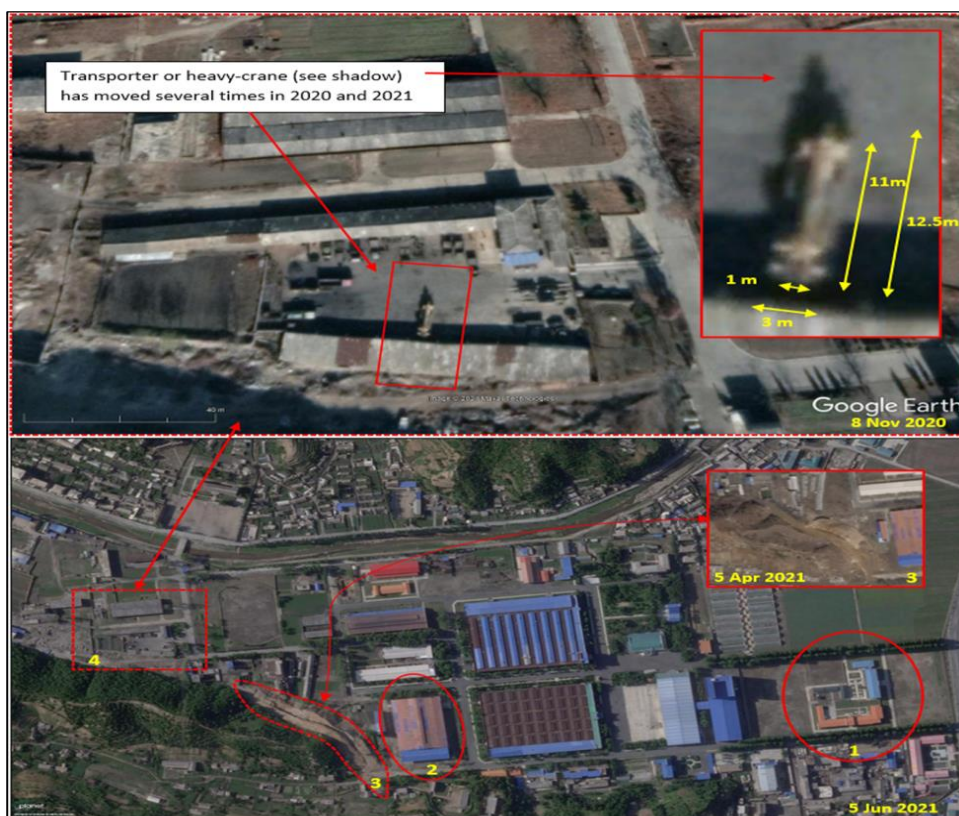 Transporter or heavy-crane (see shadow)
has moved several times in 2020 and 2021
11m
12.5m
1 m
3 m
40 m
Google Earth
8 Nov 2020
5 Apr 2021
3
4
3
2
1
planet
5 Jun 2021